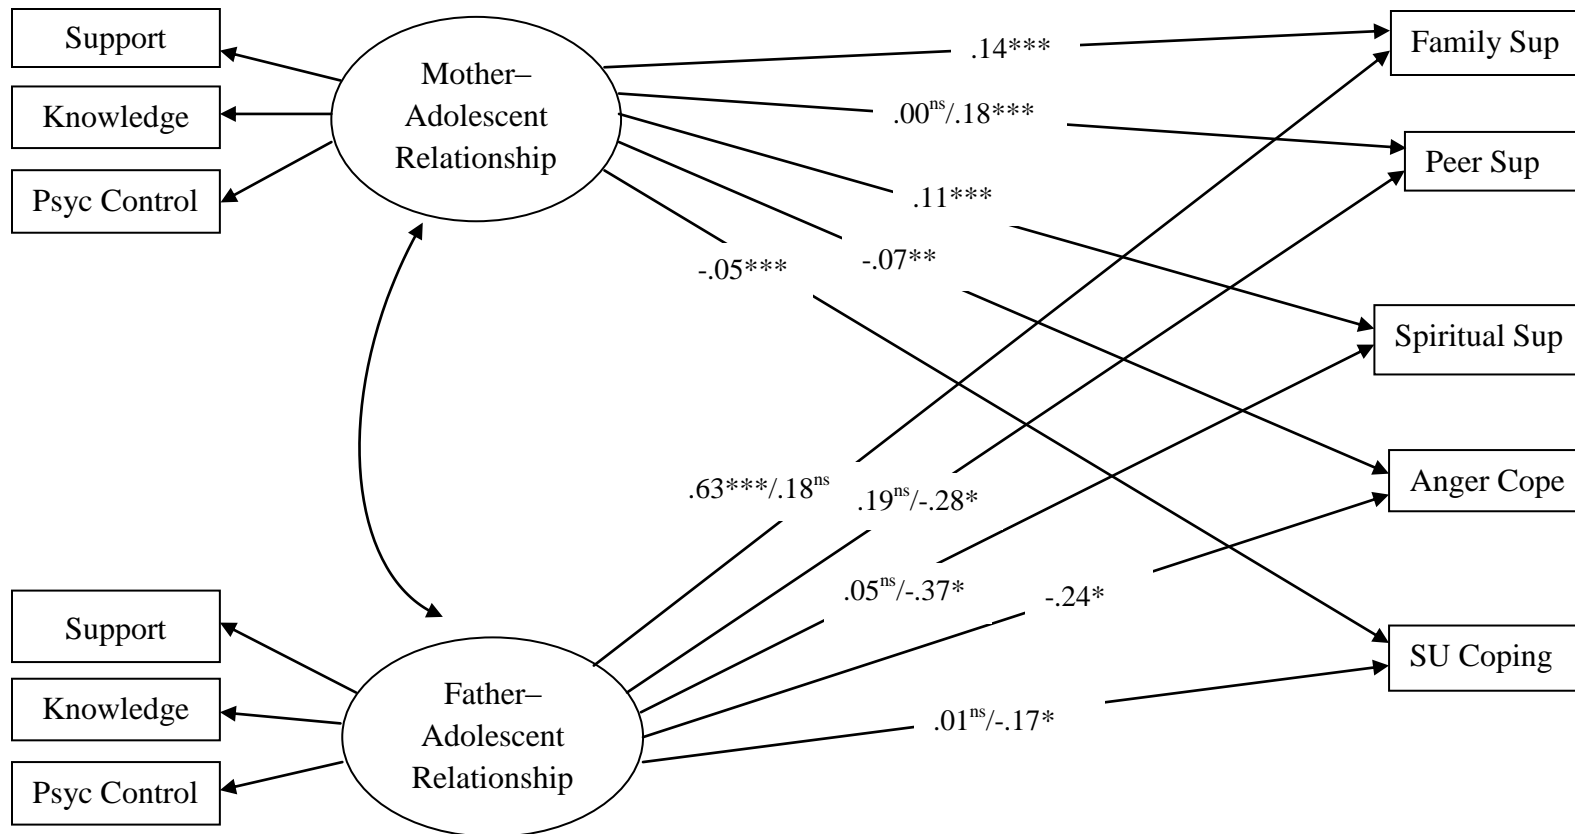 Support
Knowledge
Psyc Control
Mother–
Adolescent
Relationship
.14***
.00ns/.18***
.11***
-.07**
-.05***
Family Sup
Peer Sup
Spiritual Sup
Anger Cope
SU Coping
.63***/.18ns
.19ns/-.28*
.05ns/-.37*
-.24*
.01ns/-.17*
Support
Knowledge
Psyc Control
Father–
Adolescent
Relationship